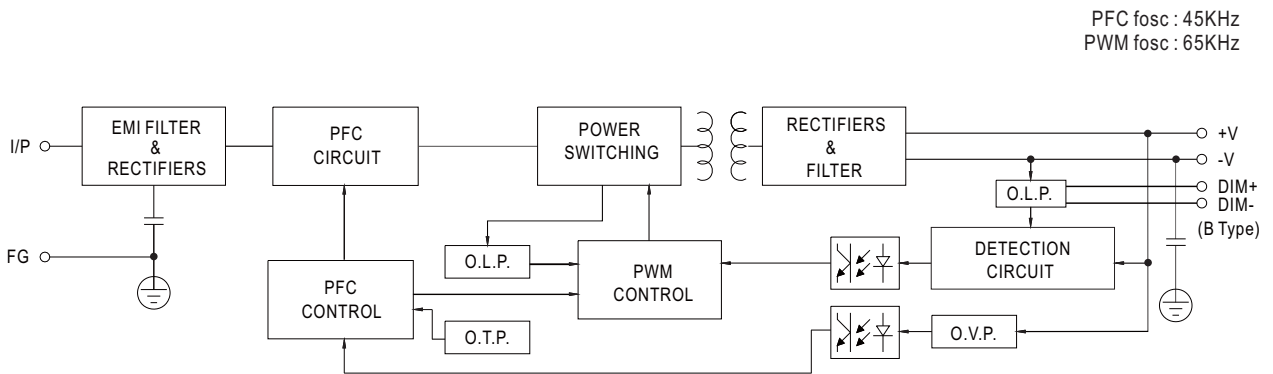 PFC fosc : 45KHz
PWM fosc : 65KHz
I/P
EMI FILTER
&
RECTIFIERS
PFC
CIRCUIT
POWER
SWITCHING
RECTIFIERS
&
FILTER
+V
-V
O.L.P.
DIM+
DIM-
(B Type)
FG
O.L.P.
PWM
CONTROL
DETECTION
CIRCUIT
PFC
CONTROL
O.T.P.
O.V.P.